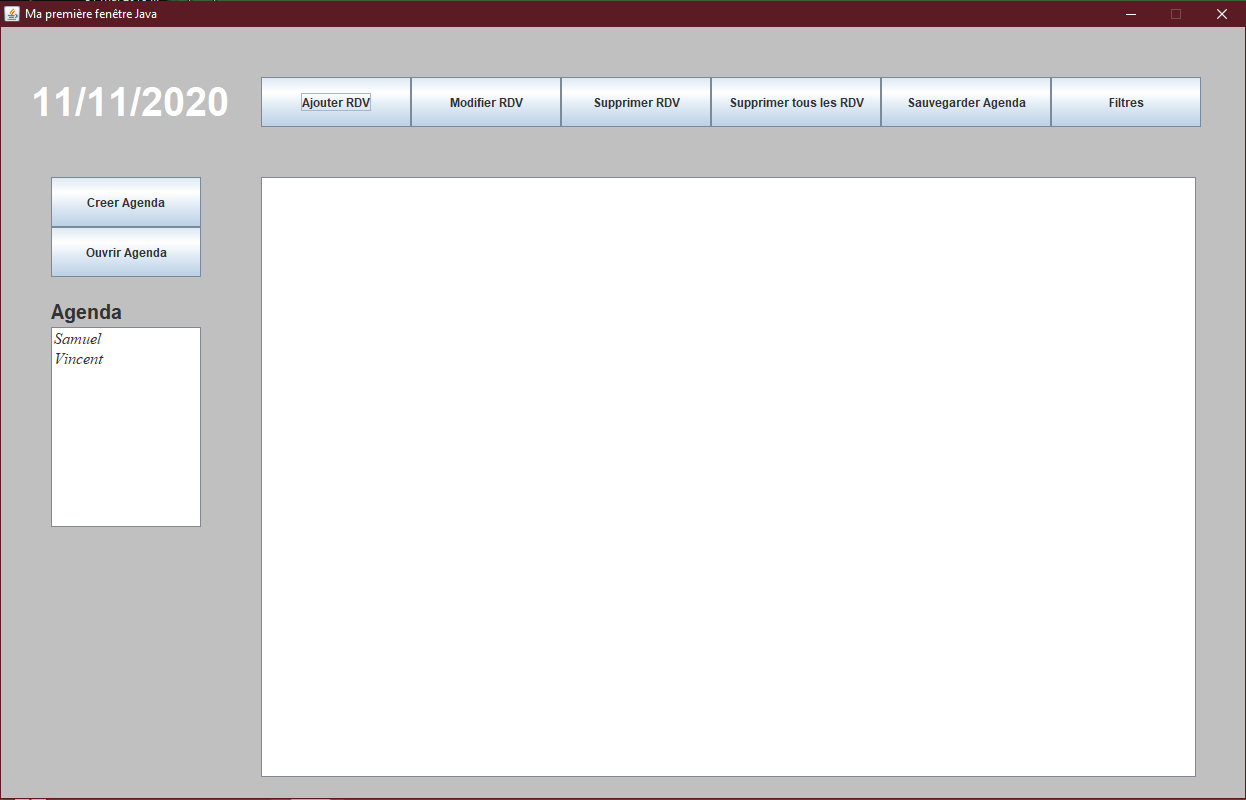 Ma première fenêtre Java
11/11/2020
Ajouter RDV
Modifier RDV
Supprimer RDV
Supprimer tous les RDV
Sauvegarder Agenda
Filtres
Creer Agenda
Ouvrir Agenda
Agenda
Samuel
Vincent